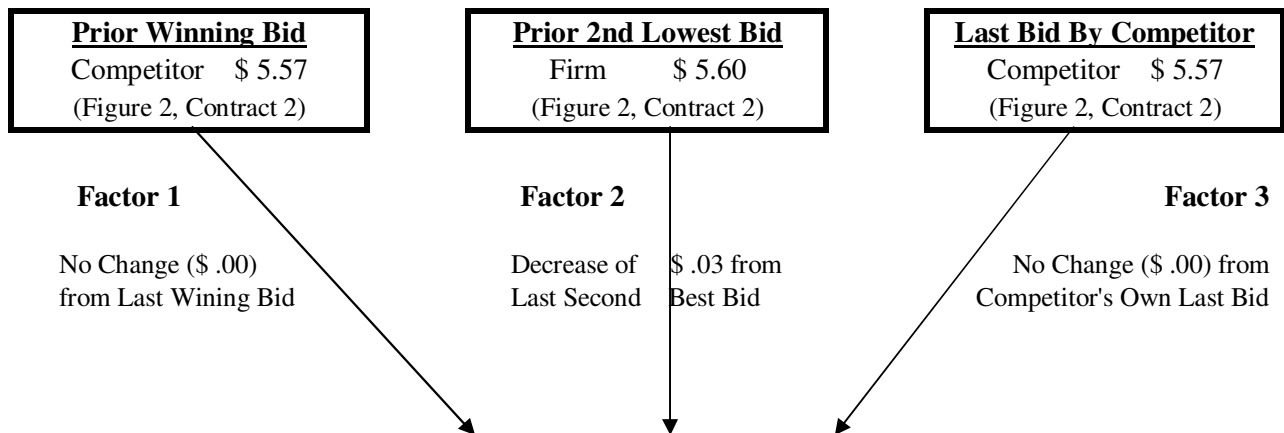 Prior Winning Bid
Competitor $ 5.57
(Figure 2, Contract 2)
Prior 2nd Lowest Bid
Firm $ 5.60
(Figure 2, Contract 2)
Last Bid By Competitor
Competitor $ 5.57
(Figure 2, Contract 2)
Factor 1
No Change ($ .00)
from Last Wining Bid
Factor 2
Decrease of $ .03 from
Last Second Best Bid
Factor 3
No Change ($ .00) from
Competitor's Own Last Bid